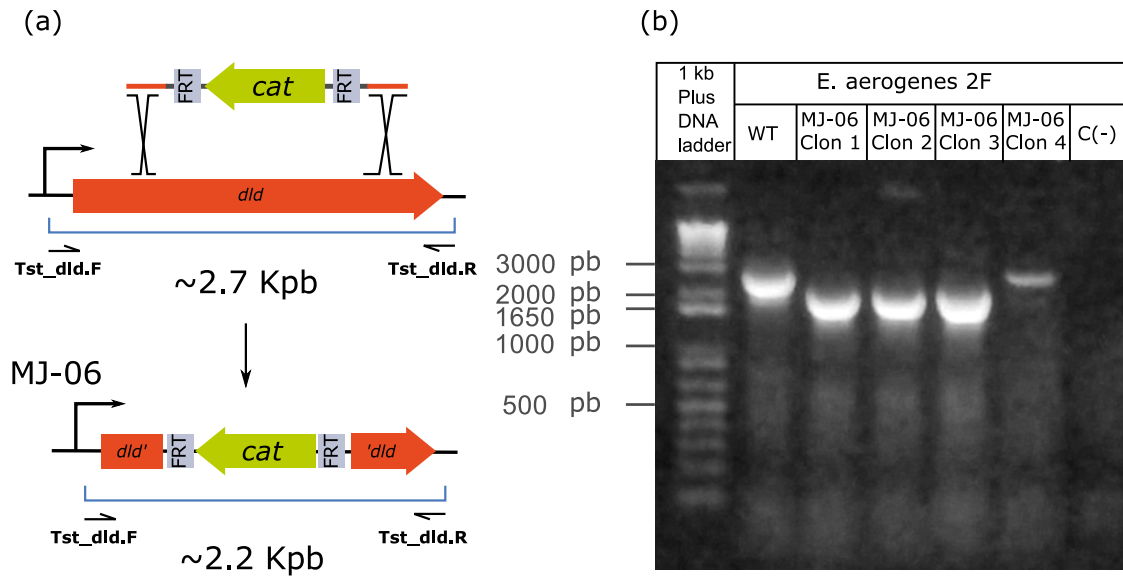 (a)
FRT
cat
FRT
dld
Tst_dld.F
Tst_dld.R
~2.7 Kpb
MJ-06
dld'
FRT
cat
FRT
'dld
Tst_dld.F
Tst_dld.R
~2.2 Kpb
(b)
1 kb
Plus
DNA
ladder
E. aerogenes 2F
WT
MJ-06
Clon 1
MJ-06
Clon 2
MJ-06
Clon 3
MJ-06
Clon 4
C(-)
3000 pb
2000 pb
1650 pb
1000 pb
500 pb